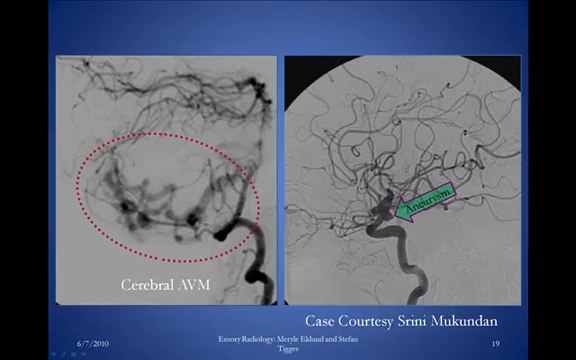 Aneurysm
Cerebral AVM
Case Courtesy Srini Mukundan
6/7/2010
Emory Radiology: Meryle Eklund and Stefan
Tigges
19